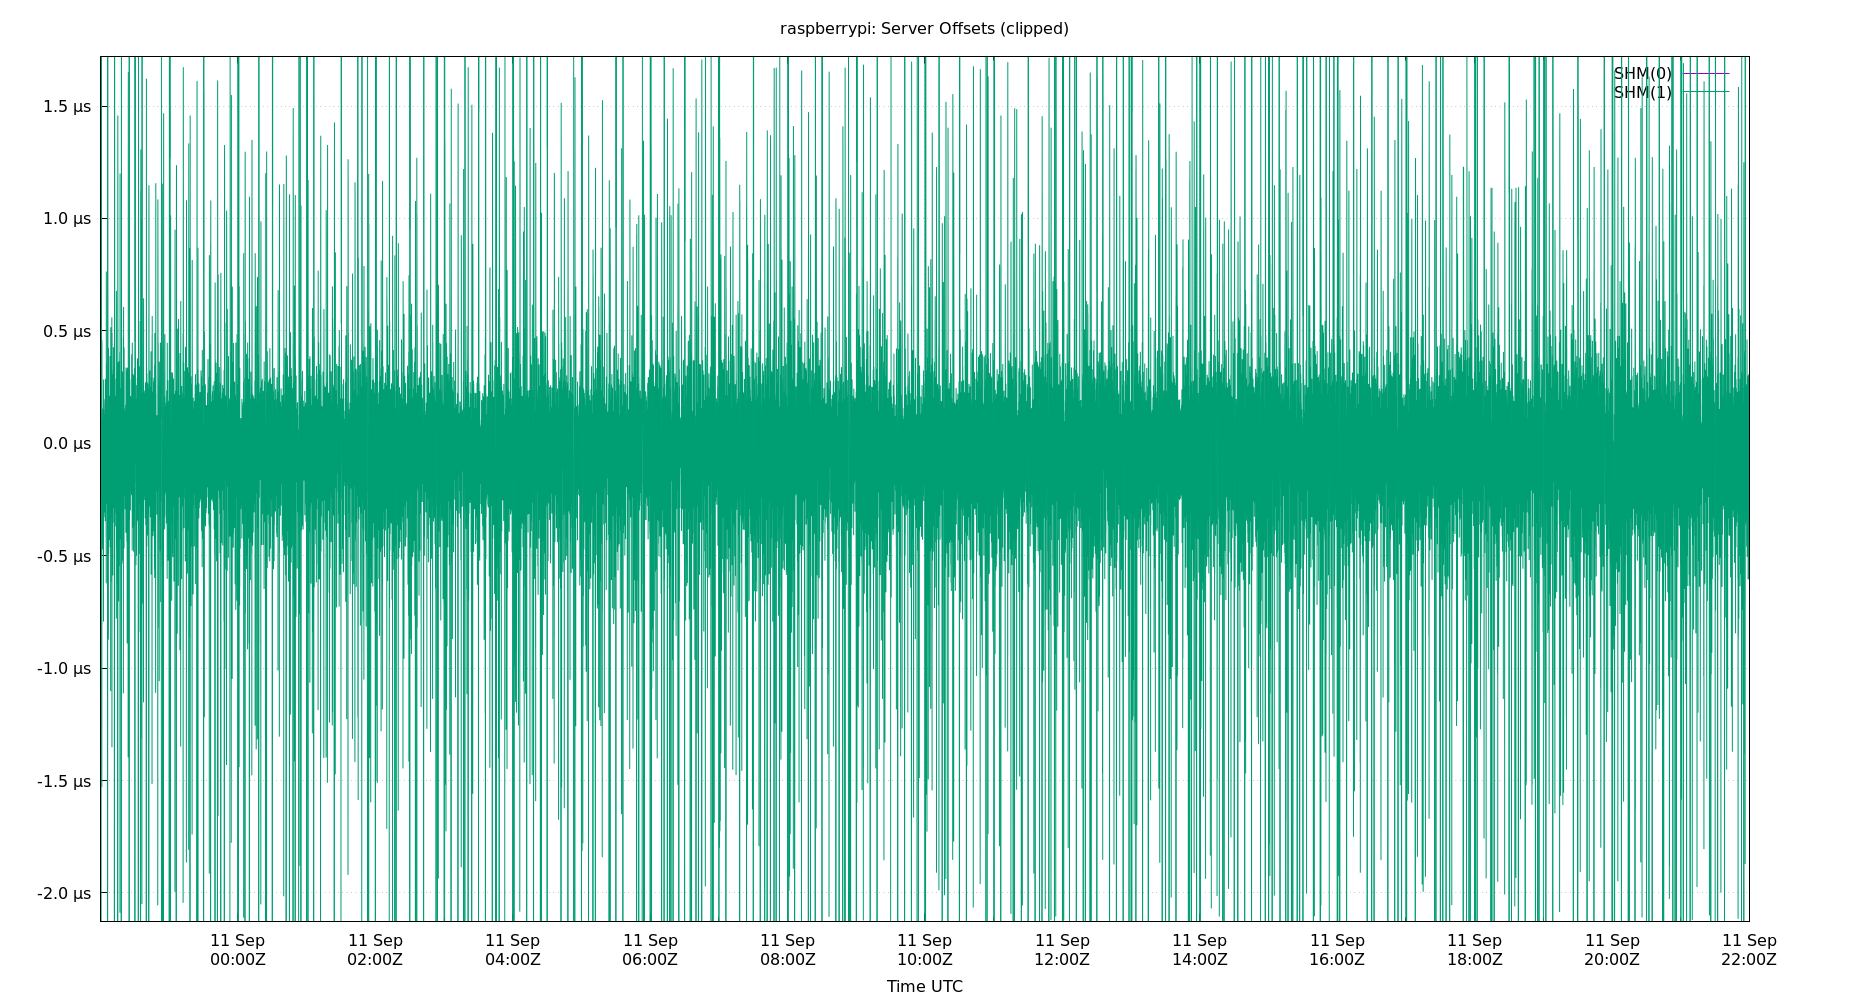 raspberrypi: Server Offsets (clipped)
SHM(0)
SHM(1)
1.5 µs
1.0 µs
0.5 µs
0.0 µs
-0.5 µs
-1.0 µs
-1.5 µs
-2.0 µs
11 Sep 11 Sep 11 Sep 11 Sep 11 Sep 11 Sep 11 Sep 11 Sep 11 Sep 11 Sep 11 Sep 11 Sep
00:00Z 02:00Z 04:00Z 06:00Z 08:00Z 10:00Z 12:00Z 14:00Z 16:00Z 18:00Z 20:00Z 22:00Z
Time UTC